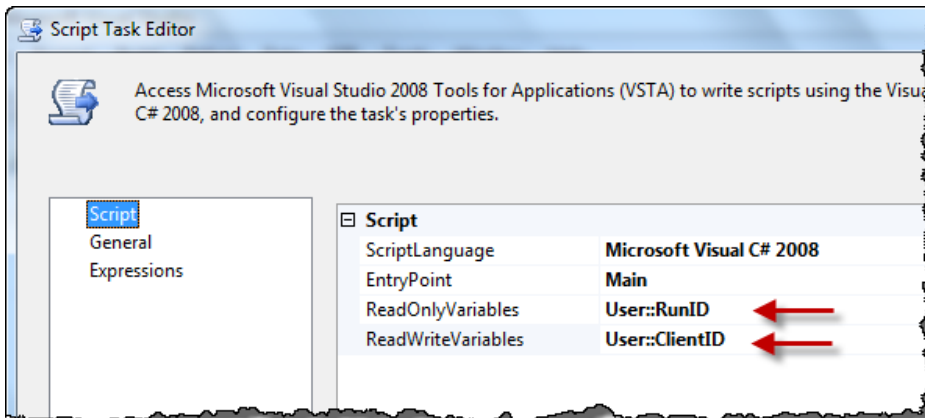 Script Task Editor
Access Microsoft Visual Studio 2008 Tools for Applications (VSTA) to write scripts using the
C# 2008, and configure the task's properties.
Script
General
Expressions
Script
ScriptLanguage Microsoft Visual C# 2008
EntryPoint Main
ReadOnlyVariables User::RunID
ReadWriteVariables User::ClientID